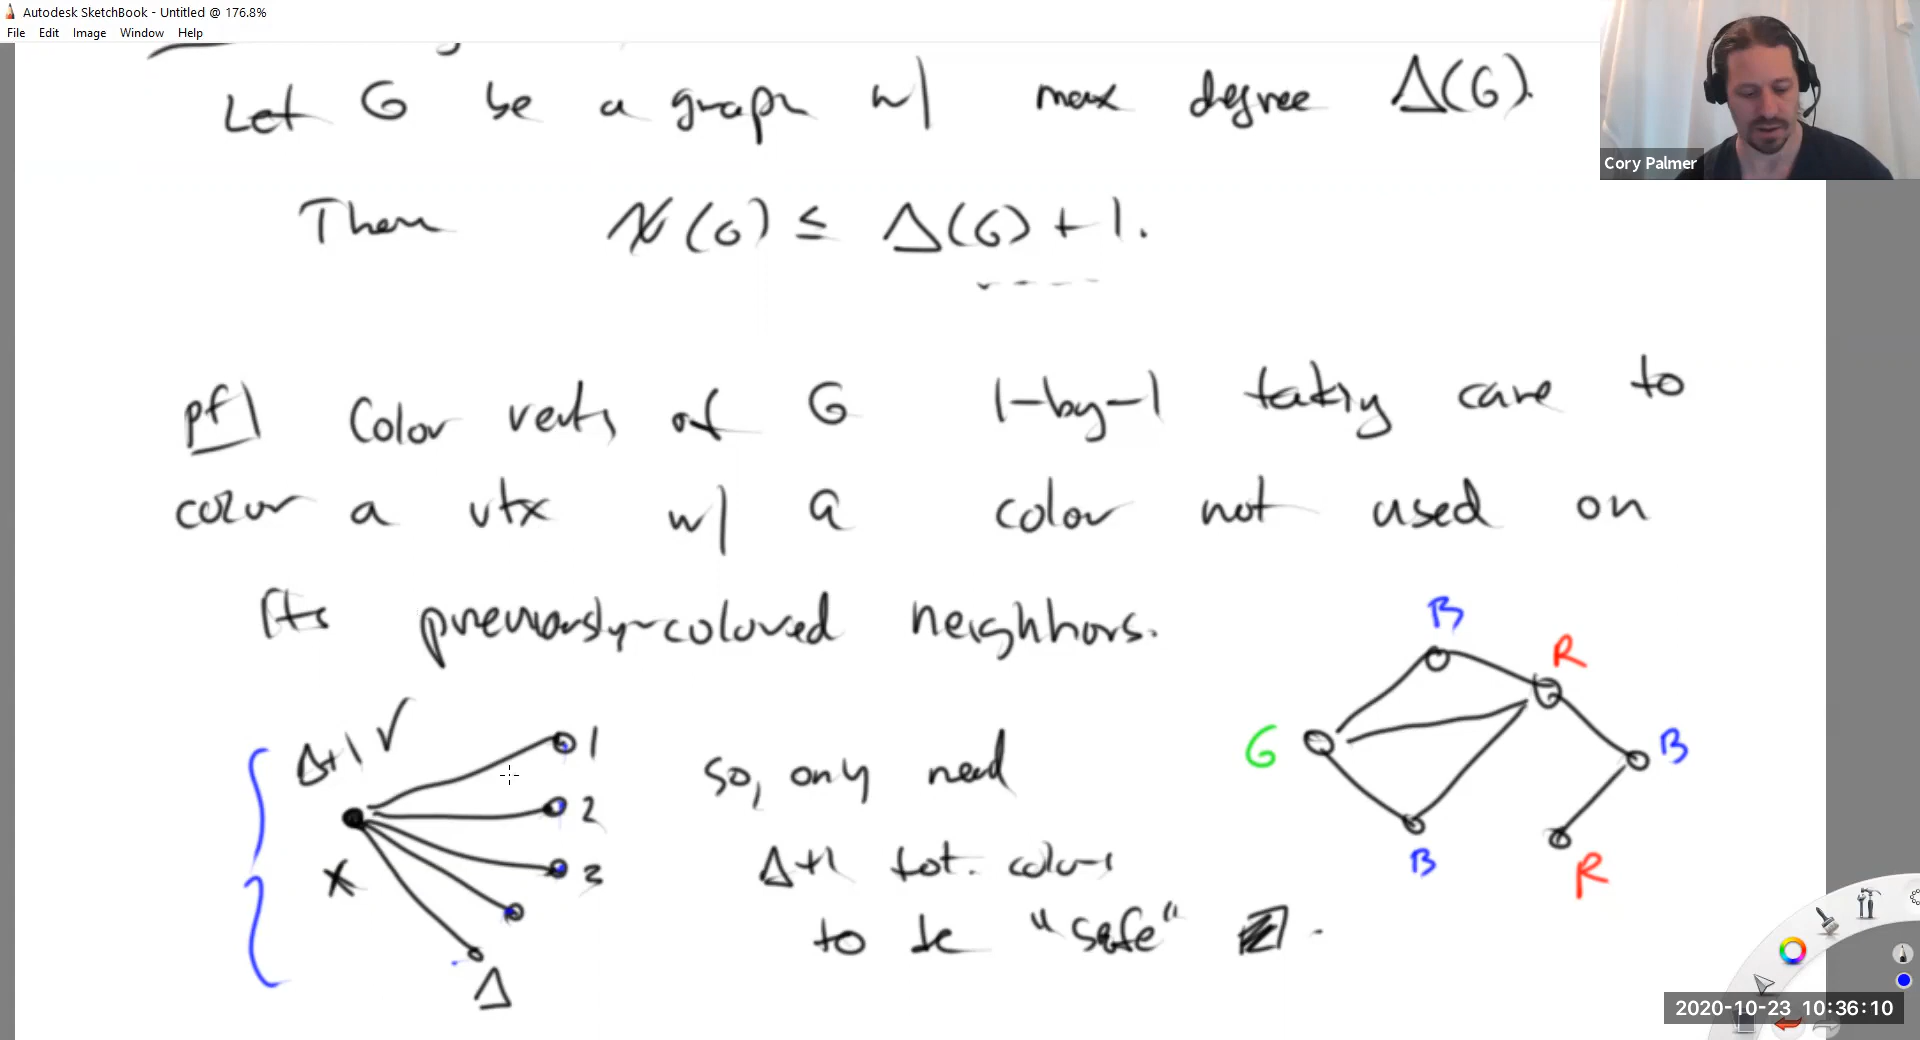 Autodesk SketchBook - Untitled @ 176.8%
File Edit Image Window Help
Let G be a graph w/ max degree Δ(G).
Cory Palmer
Then χ(G) ≤ Δ(G)+1.
pf) Color verts of G 1-by-1 taking care to
color a vtx w/ a color not used on
its previously-colored neighbors.
B
R
Δ+1 ✓
1
so, only need
G
B
2
x
3
Δ+1 tot. colors
B
R
to be "safe"
Δ
2020-10-23 10:36:10